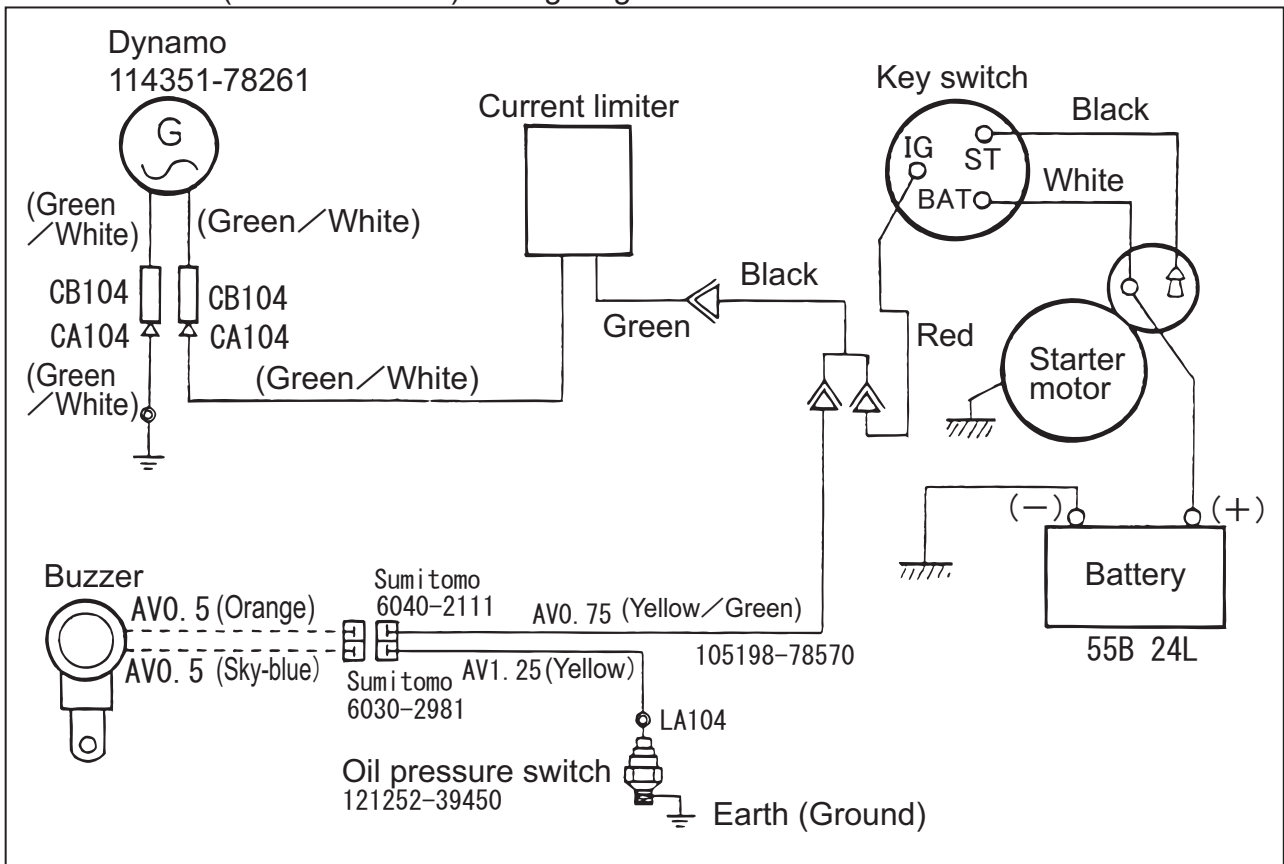 Dynamo
114351-78261
G
(Green
/White)
(Green/White)
CB104
CB104
CA104
CA104
(Green
/White)
(Green/White)
Current limiter
Green
Black
Key switch
IG
ST
BAT
Black
White
Red
Starter
motor
(−)
(+)
Battery
55B 24L
Buzzer
AV0. 5 (Orange)
AV0. 5 (Sky-blue)
Sumitomo
6040-2111
Sumitomo
6030-2981
AV0. 75 (Yellow/Green)
105198-78570
AV1. 25 (Yellow)
LA104
Oil pressure switch
121252-39450
Earth (Ground)